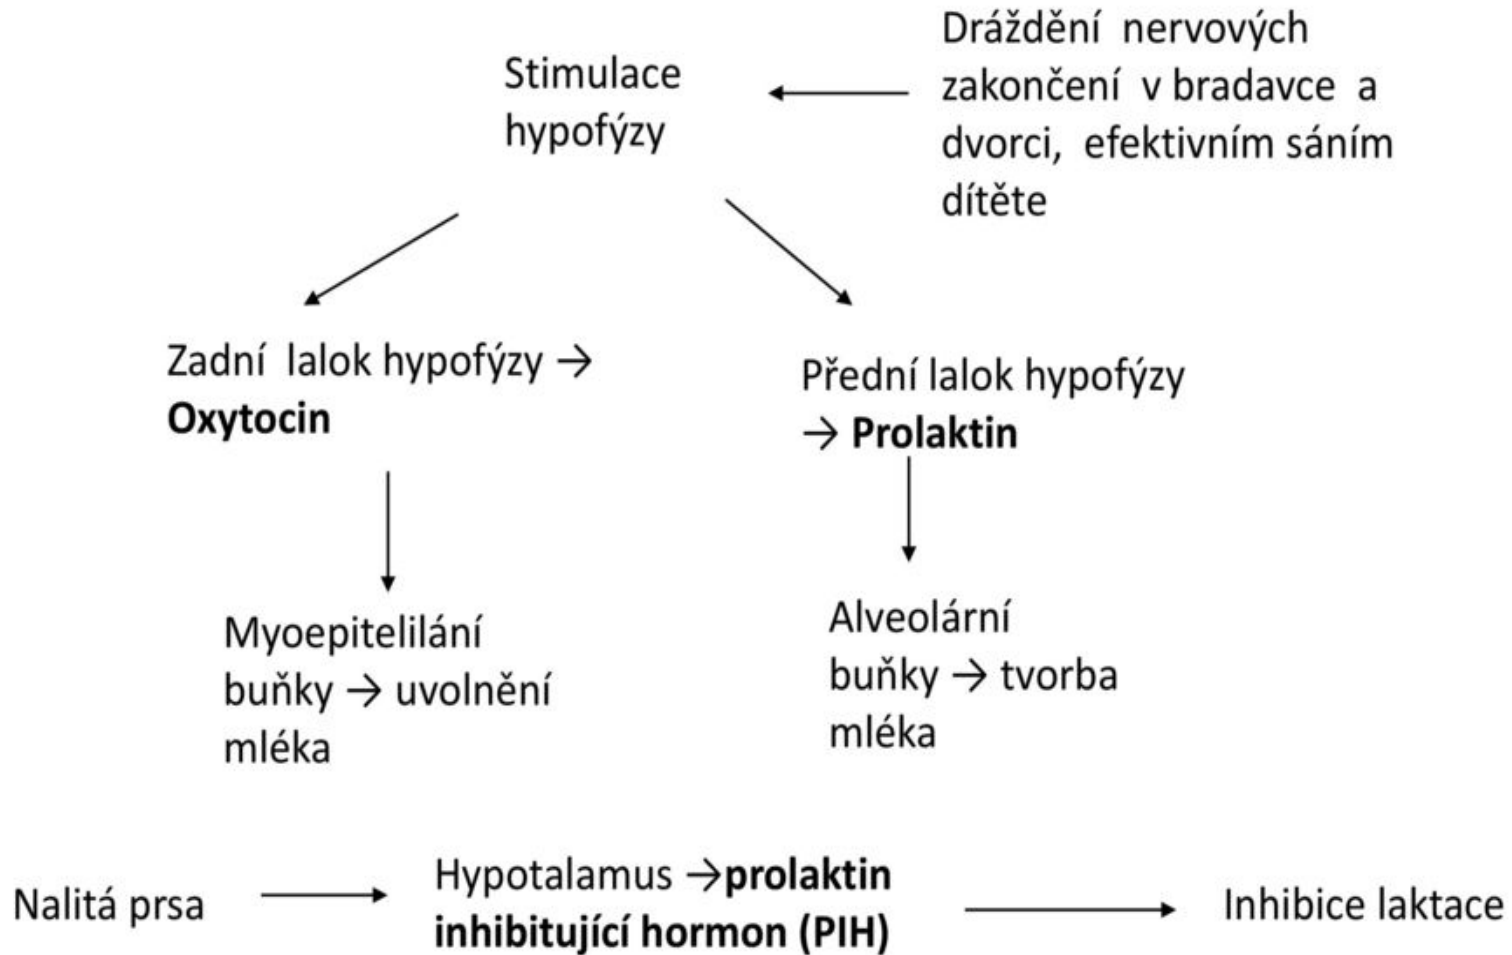 Stimulace
hypofýzy
Dráždění nervových
zakončení v bradavce a
dvorci, efektivním sáním
dítěte
Zadní lalok hypofýzy →
Oxytocin
Přední lalok hypofýzy
→ Prolaktin
Myoepitelilání
buňky → uvolnění
mléka
Alveolární
buňky → tvorba
mléka
Nalitá prsa
Hypotalamus →prolaktin
inhibitující hormon (PIH)
Inhibice laktace